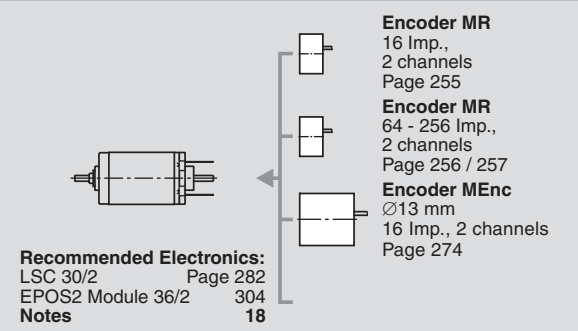 Encoder MR
16 Imp.,
2 channels
Page 255
Encoder MR
64 - 256 Imp.,
2 channels
Page 256 / 257
Encoder MEnc
∅13 mm
16 Imp., 2 channels
Page 274
Recommended Electronics:
LSC 30/2 Page 282
EPOS2 Module 36/2 304
Notes 18